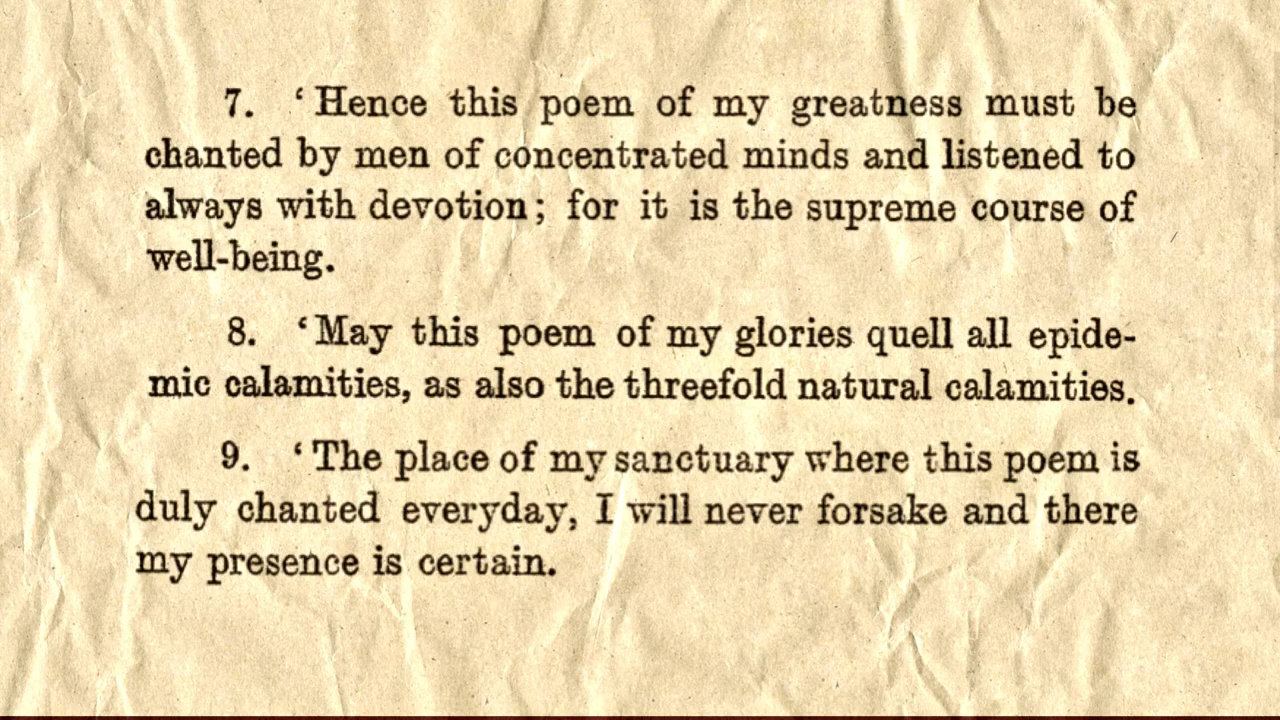 7. ‘Hence this poem of my greatness must be
chanted by men of concentrated minds and listened to
always with devotion; for it is the supreme course of
well-being.
8. ‘May this poem of my glories quell all epide-
mic calamities, as also the threefold natural calamities.
9. ‘The place of my sanctuary where this poem is
duly chanted everyday, I will never forsake and there
my presence is certain.